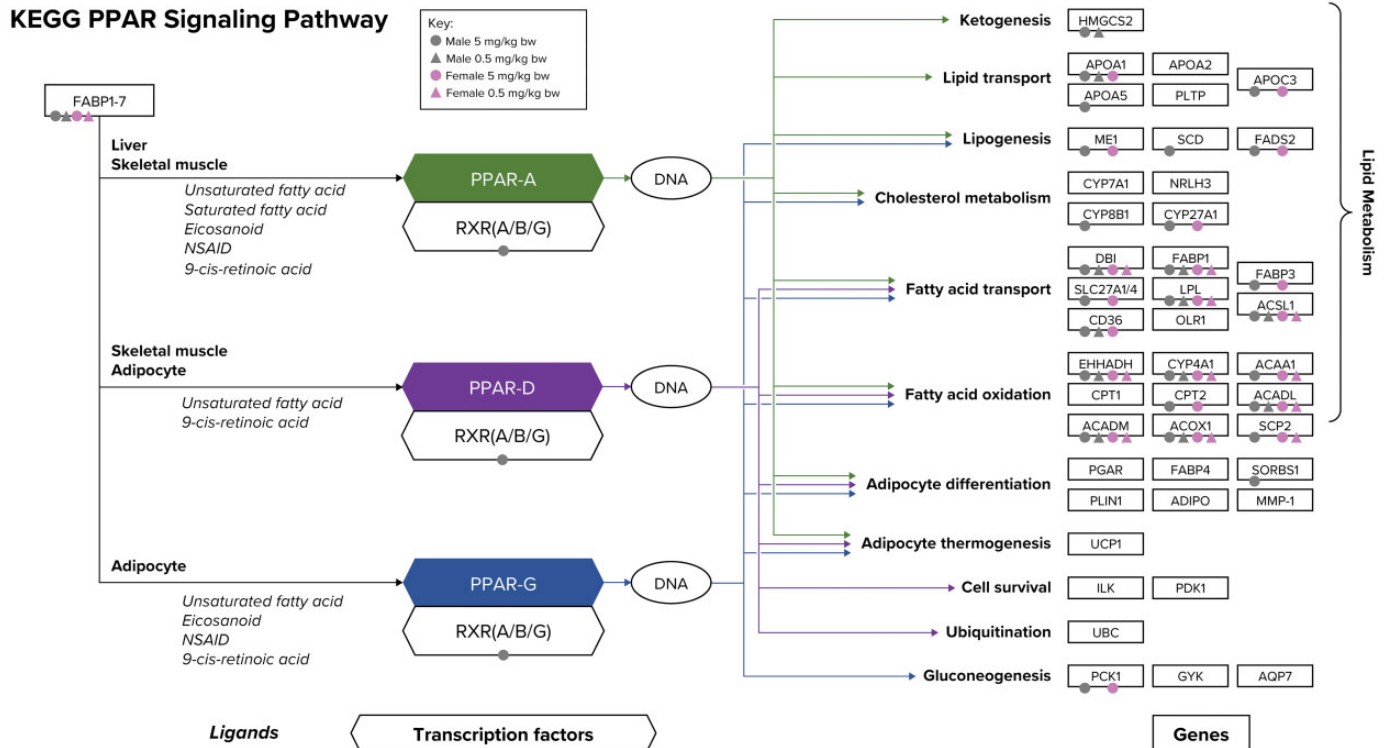 KEGG PPAR Signaling Pathway
Key:
Male 5 mg/kg bw
Male 0.5 mg/kg bw
Female 5 mg/kg bw
Female 0.5 mg/kg bw
FABP1-7
Liver
Skeletal muscle
Unsaturated fatty acid
Saturated fatty acid
Eicosanoid
NSAID
9-cis-retinoic acid
PPAR-A
RXR(A/B/G)
DNA
Skeletal muscle
Adipocyte
Unsaturated fatty acid
9-cis-retinoic acid
PPAR-D
RXR(A/B/G)
DNA
Adipocyte
Unsaturated fatty acid
Eicosanoid
NSAID
9-cis-retinoic acid
PPAR-G
RXR(A/B/G)
DNA
Ketogenesis
HMGCS2
Lipid transport
APOA1 APOA2
APOC3
APOA5 PLTP
Lipogenesis
ME1 SCD FADS2
Cholesterol metabolism
CYP7A1 NRLH3
CYP8B1 CYP27A1
Fatty acid transport
DBI FABP1
FABP3
SLC27A1/4 LPL
ACSL1
CD36 OLR1
Fatty acid oxidation
EHHADH CYP4A1 ACAA1
CPT1 CPT2 ACADL
ACADM ACOX1 SCP2
Lipid Metabolism
Adipocyte differentiation
PGAR FABP4 SORBS1
PLIN1 ADIPO MMP-1
Adipocyte thermogenesis
UCP1
Cell survival
ILK PDK1
Ubiquitination
UBC
Gluconeogenesis
PCK1 GYK AQP7
Ligands
Transcription factors
Genes